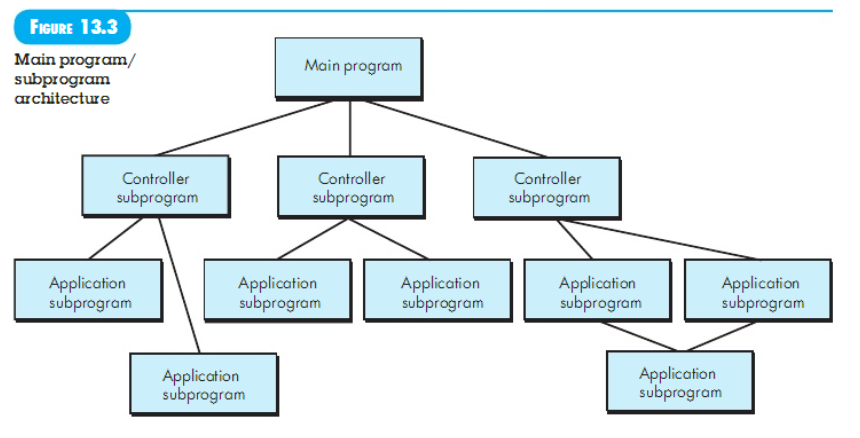 FIGURE 13.3
Main program/
subprogram
architecture
Main program
Controller
subprogram
Controller
subprogram
Controller
subprogram
Application
subprogram
Application
subprogram
Application
subprogram
Application
subprogram
Application
subprogram
Application
subprogram
Application
subprogram